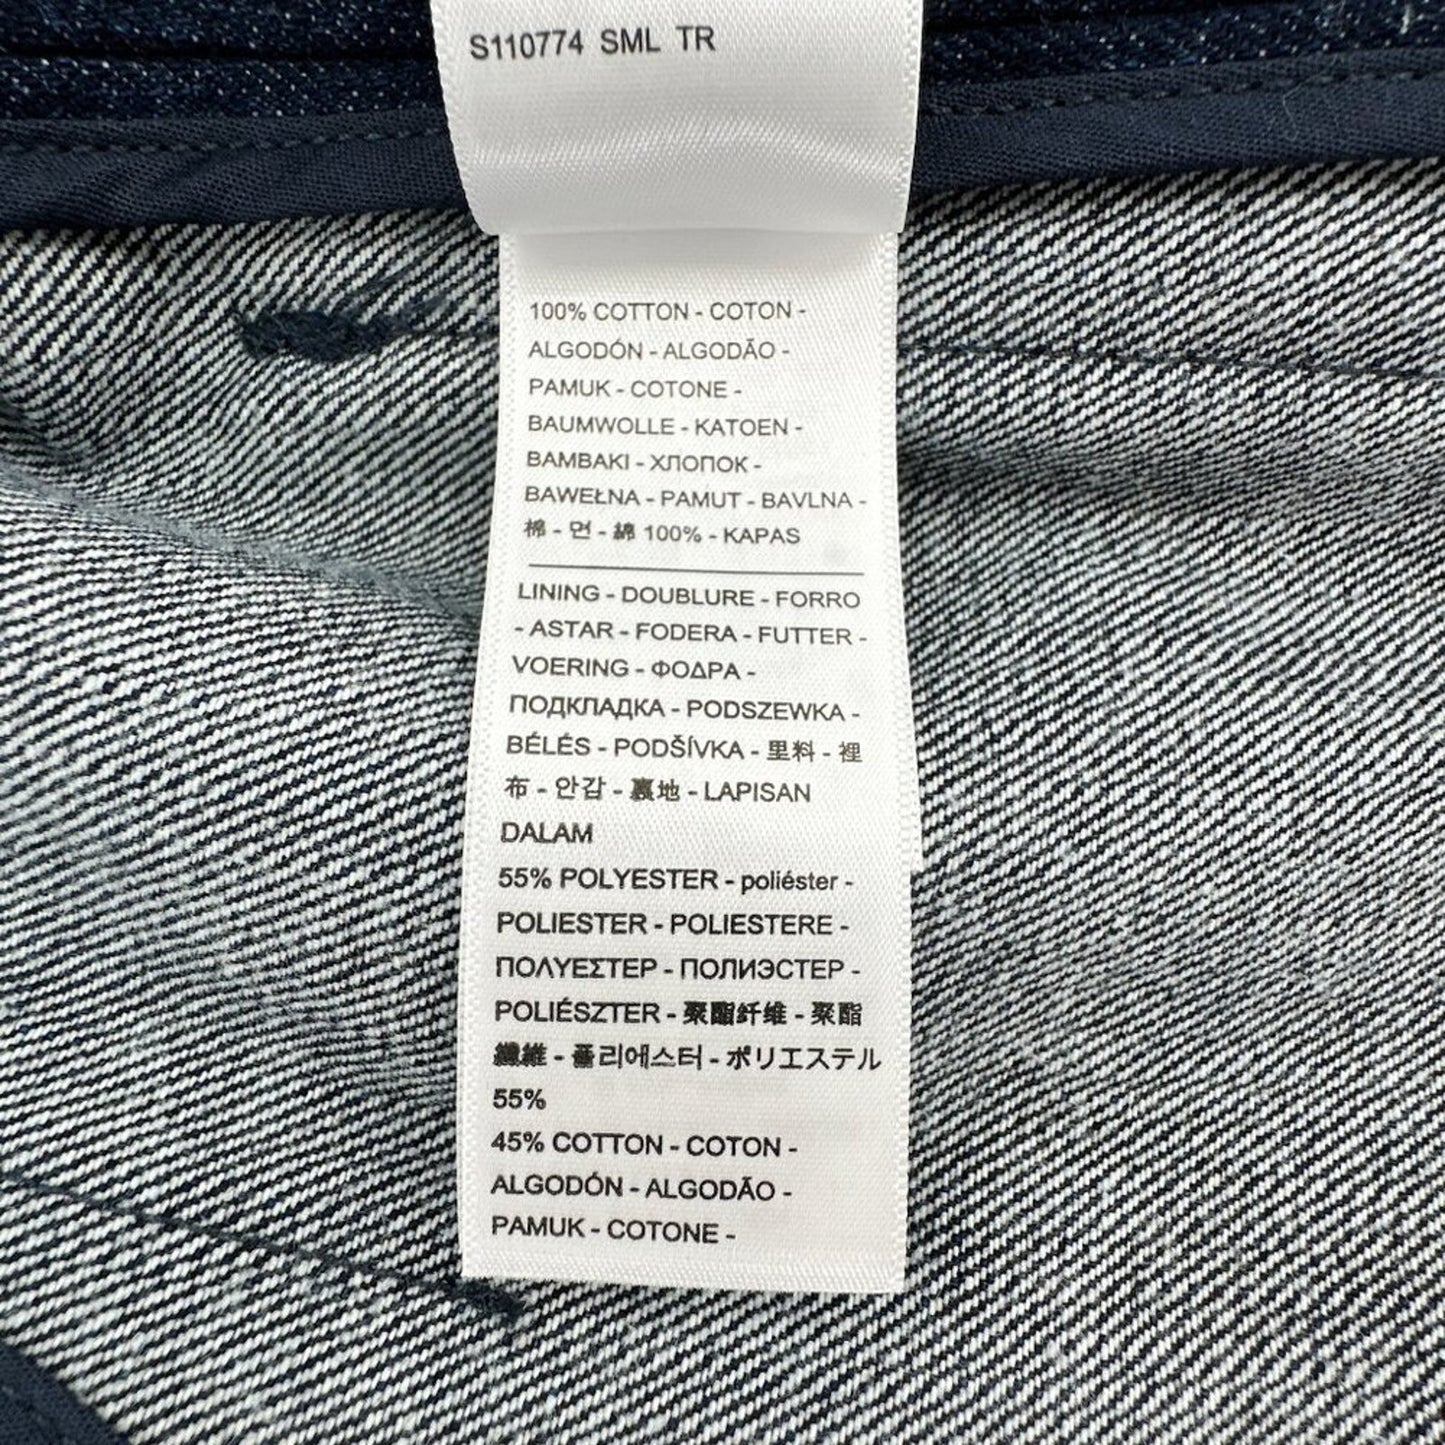 S110774 SML TR
100% COTTON - COTON -
ALGODÓN - ALGODÃO -
PAMUK - COTONE -
BAUMWOLLE - KATOEN -
BAMBAKI - ХЛОПОК -
BAWEŁNA - PAMUT - BAVLNA -
棉 - 면 - 綿 100% - KAPAS
LINING - DOUBLURE - FORRO
- ASTAR - FODERA - FUTTER -
VOERING - ΦΟΔΡΑ -
ПОДКЛАДКА - PODSZEWKA -
BÉLÉS - PODŠÍVKA - 里料 - 裡
布 - 안감 - 裏地 - LAPISAN
DALAM
55% POLYESTER - poliéster -
POLIESTER - POLIESTERE -
ΠΟΛΥΕΣΤΕΡ - ПОЛИЭСТЕР -
POLIÉSZTER - 聚酯纤维 - 聚酯
纖維 - 폴리에스터 - ポリエステル
55%
45% COTTON - COTON -
ALGODÓN - ALGODÃO -
PAMUK - COTONE -